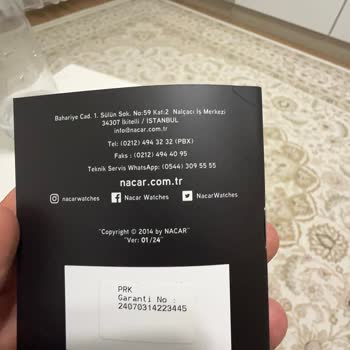 Bahariye Cad. 1. Sülün Sok. No:59 Kat:2 Nalçacı İş Merkezi
34307 İkitelli / İSTANBUL
info@nacar.com.tr
Tel: (0212) 494 32 32 (PBX)
Faks : (0212) 494 40 95
Teknik Servis WhatsApp: (0544) 309 55 55
nacar.com.tr
nacarwatches Nacar Watches NacarWatches
"Copyright © 2014 by NACAR"
"Ver: 01/24"
PRK
Garanti No :
24070314223445